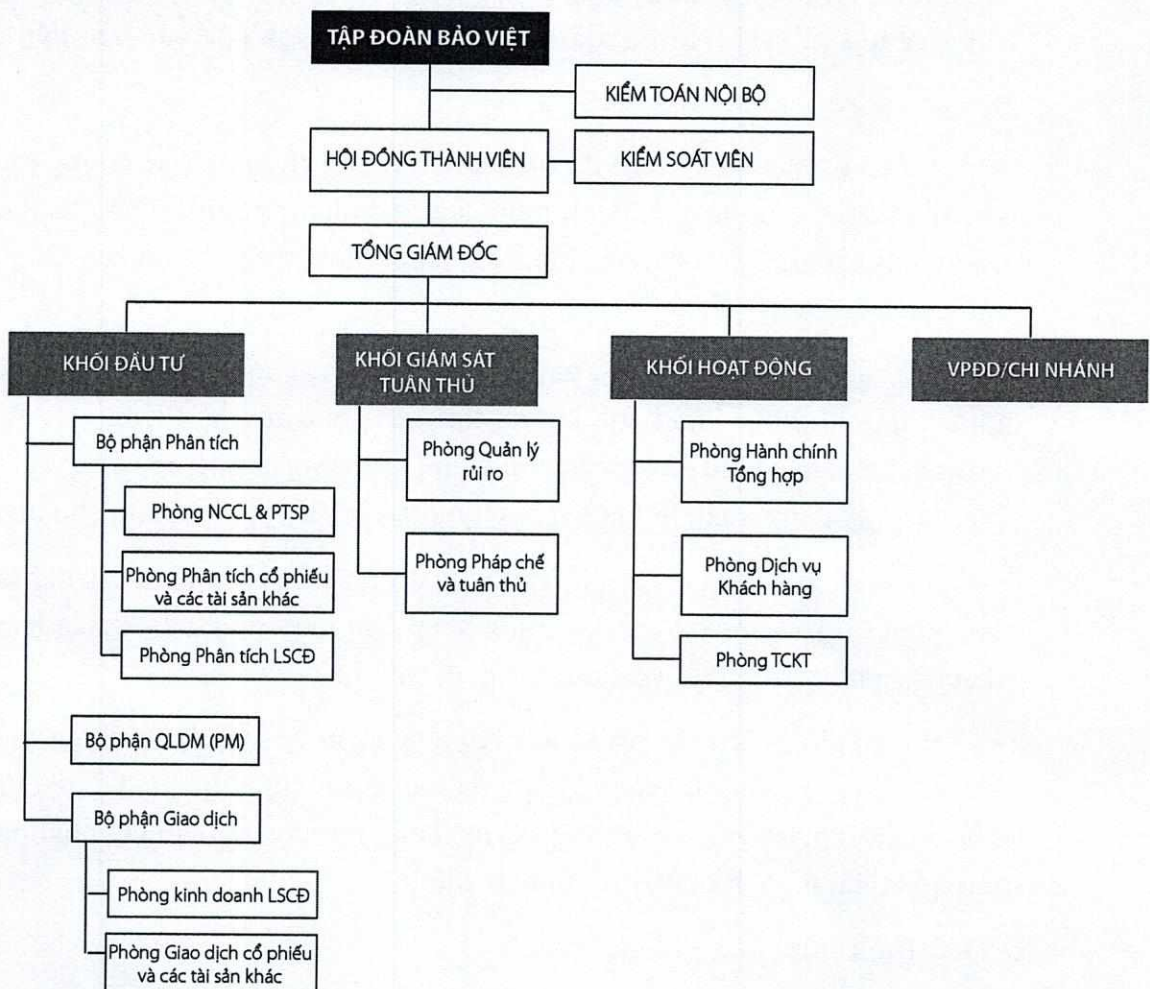 TẬP ĐOÀN BẢO VIỆT
KIỂM TOÁN NỘI BỘ
HỘI ĐỒNG THÀNH VIÊN
KIỂM SOÁT VIÊN
TỔNG GIÁM ĐỐC
KHỐI ĐẦU TƯ
KHỐI GIÁM SÁT
TUÂN THỦ
KHỐI HOẠT ĐỘNG
VPĐD/CHI NHÁNH
Bộ phận Phân tích
Phòng NCCL & PTSP
Phòng Phân tích cổ phiếu
và các tài sản khác
Phòng Phân tích LSCĐ
Bộ phận QLDM (PM)
Bộ phận Giao dịch
Phòng kinh doanh LSCĐ
Phòng Giao dịch cổ phiếu
và các tài sản khác
Phòng Quản lý
rủi ro
Phòng Pháp chế
và tuân thủ
Phòng Hành chính
Tổng hợp
Phòng Dịch vụ
Khách hàng
Phòng TCKT